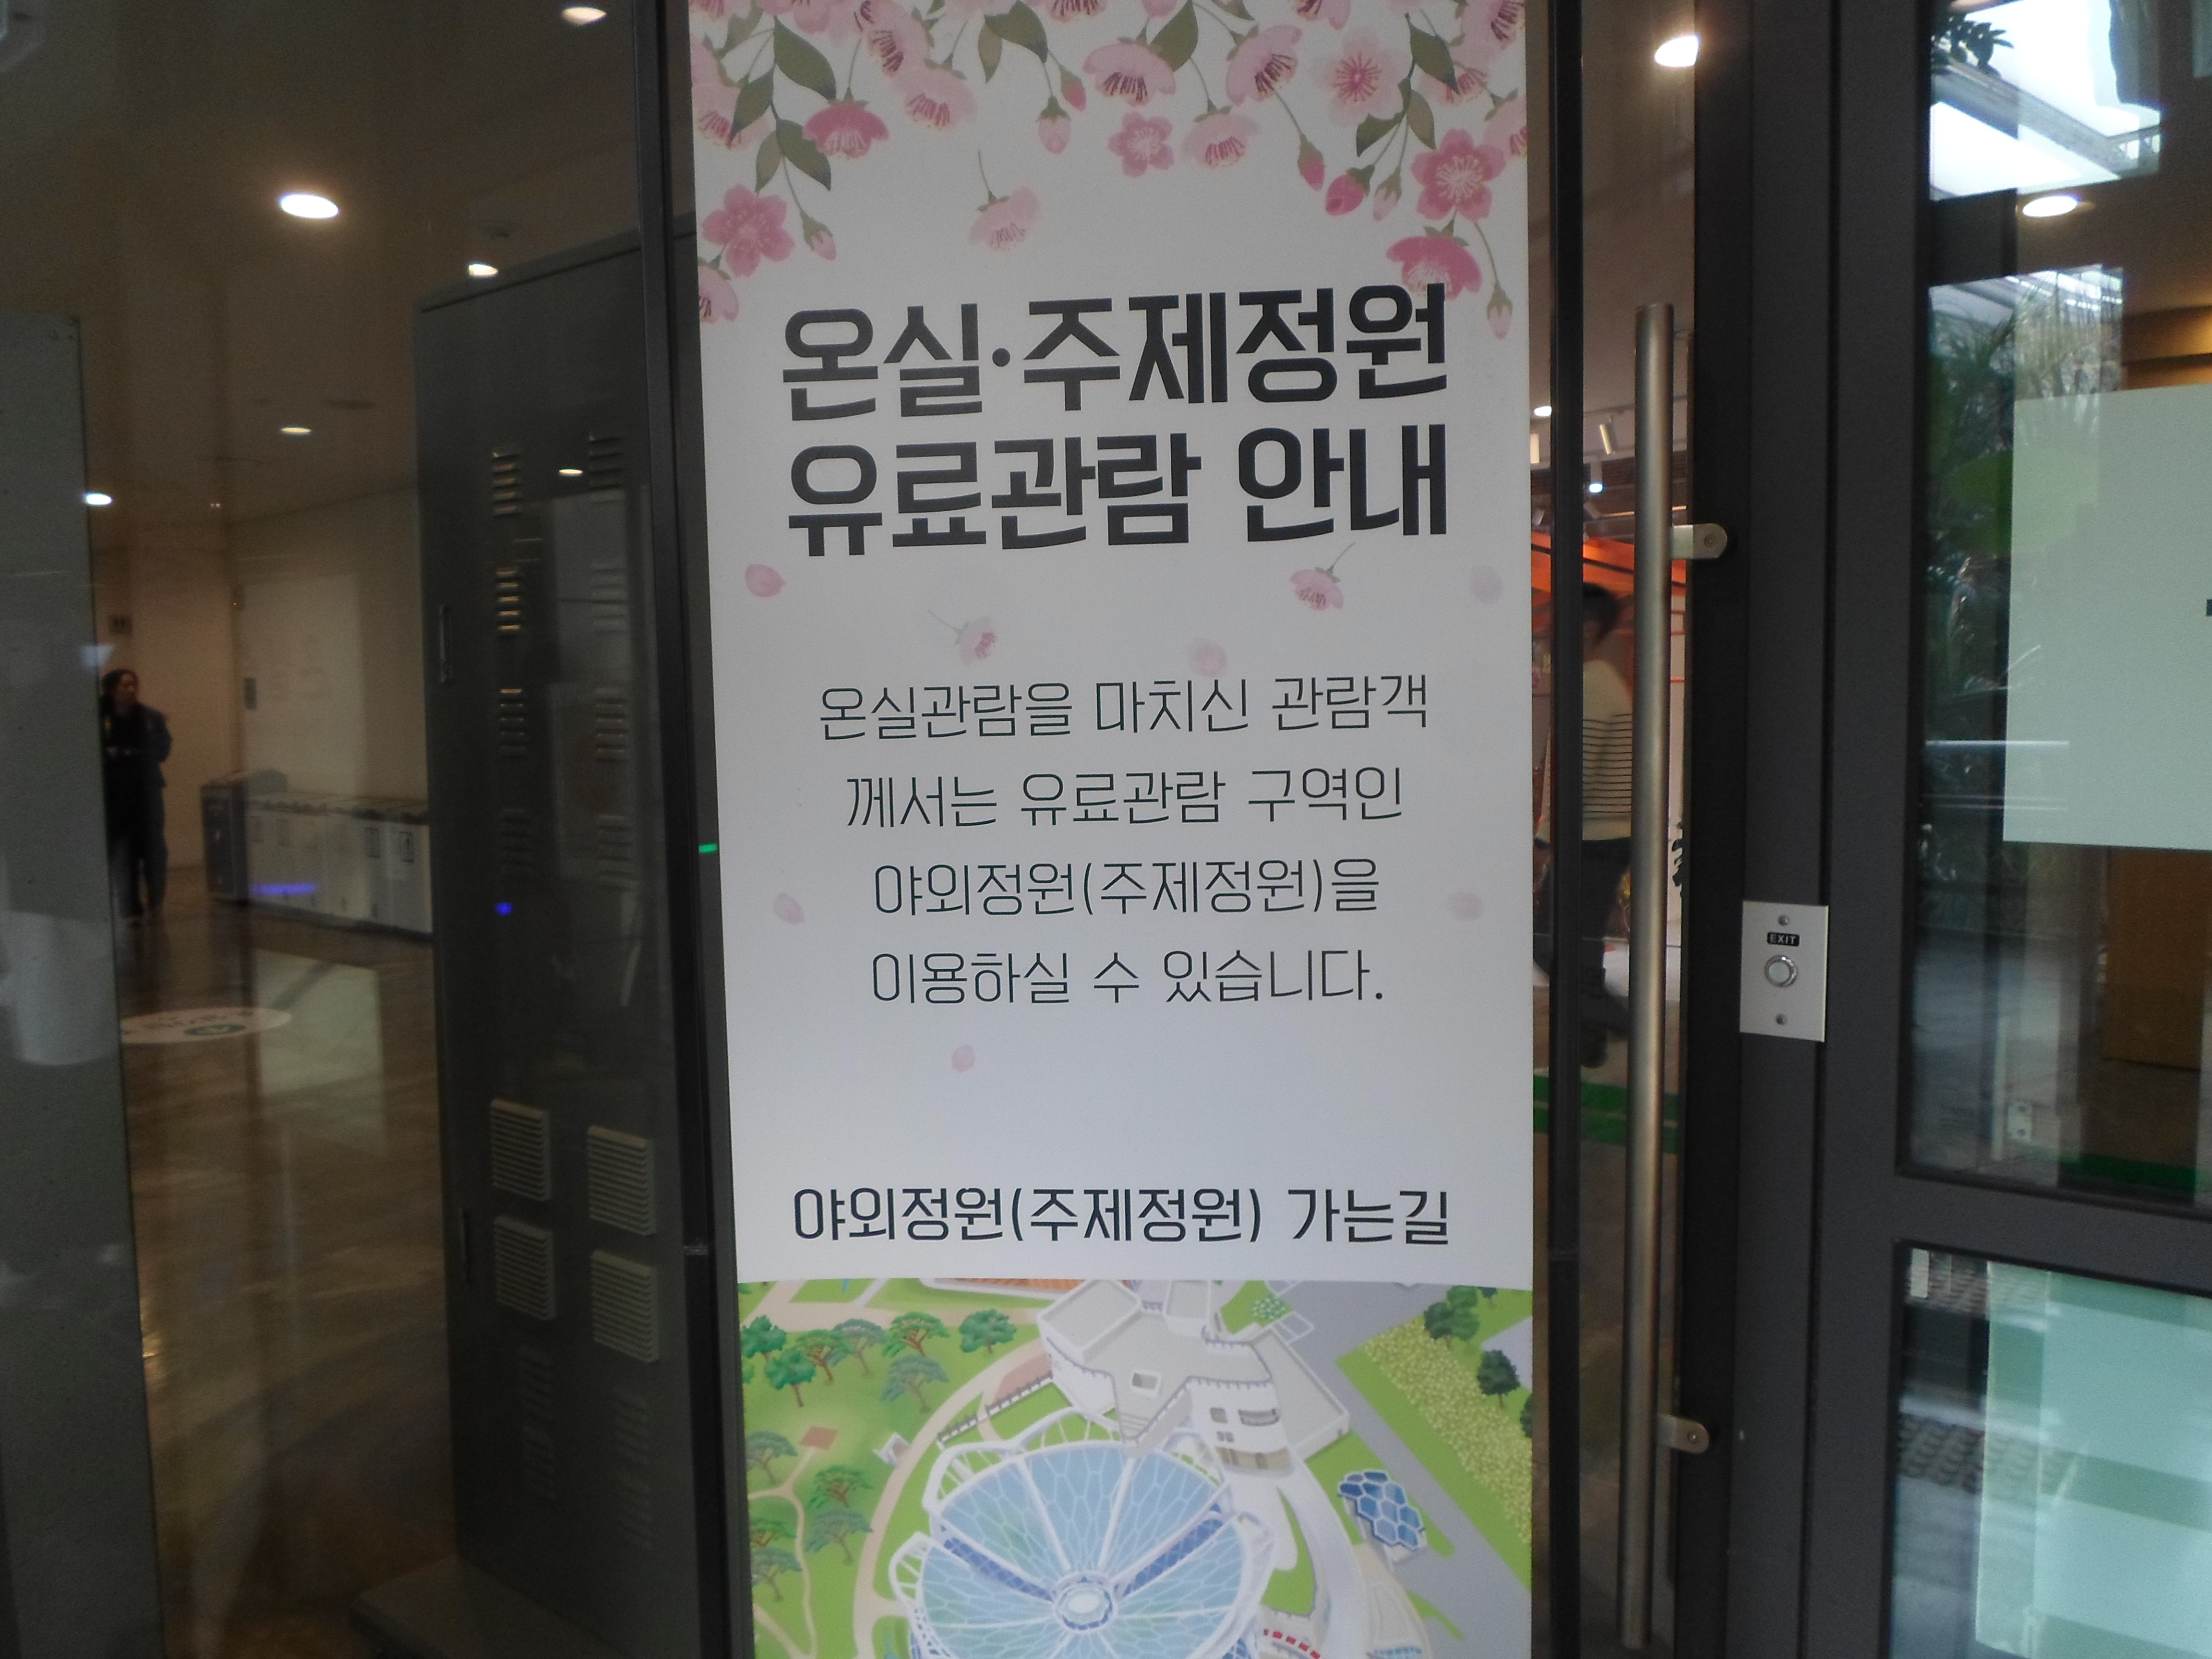 온실·주제정원
유료관람 안내
온실관람을 마치신 관람객
께서는 유료관람 구역인
야외정원(주제정원)을
이용하실 수 있습니다.
야외정원(주제정원) 가는길
EXIT